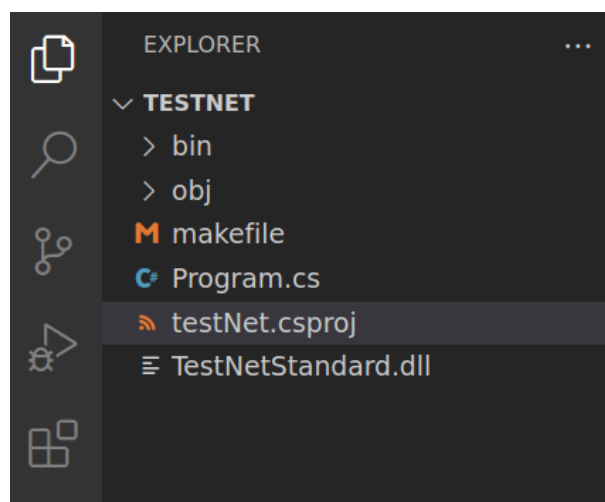 EXPLORER
TESTNET
bin
obj
makefile
Program.cs
testNet.csproj
TestNetStandard.dll